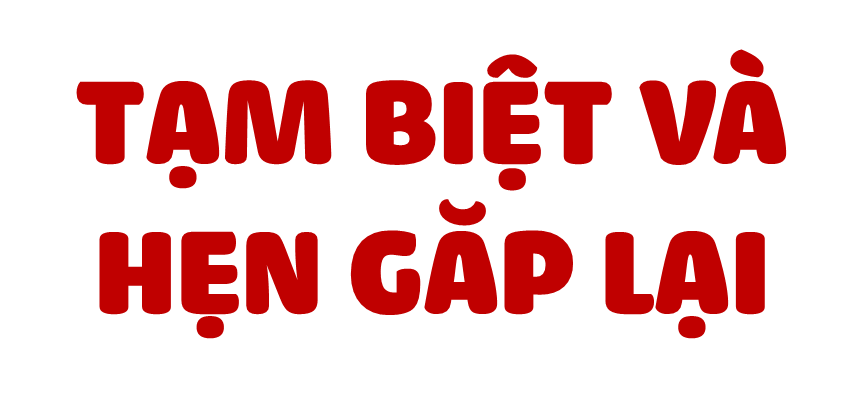 TẠM BIỆT VÀ
HẸN GĂP LẠI